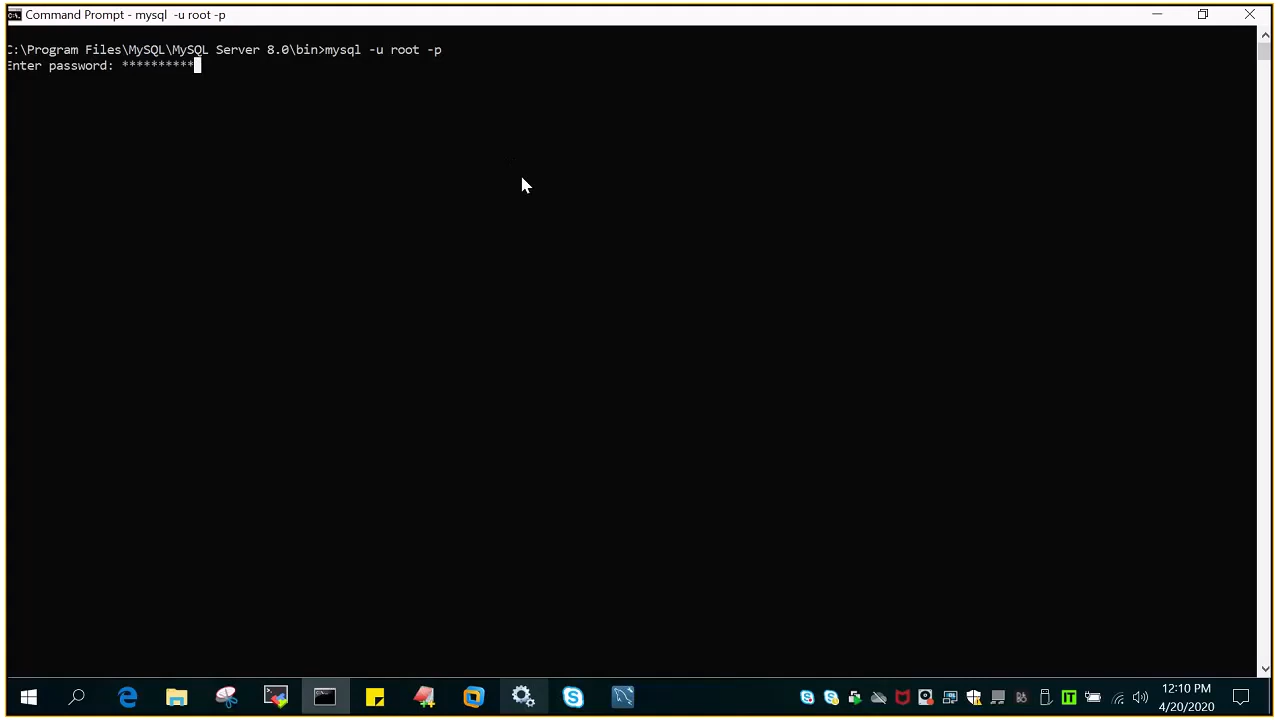 Command Prompt - mysql  -u root -p
C:\Program Files\MySQL\MySQL Server 8.0\bin>mysql -u root -p
Enter password: **********
12:10 PM
4/20/2020